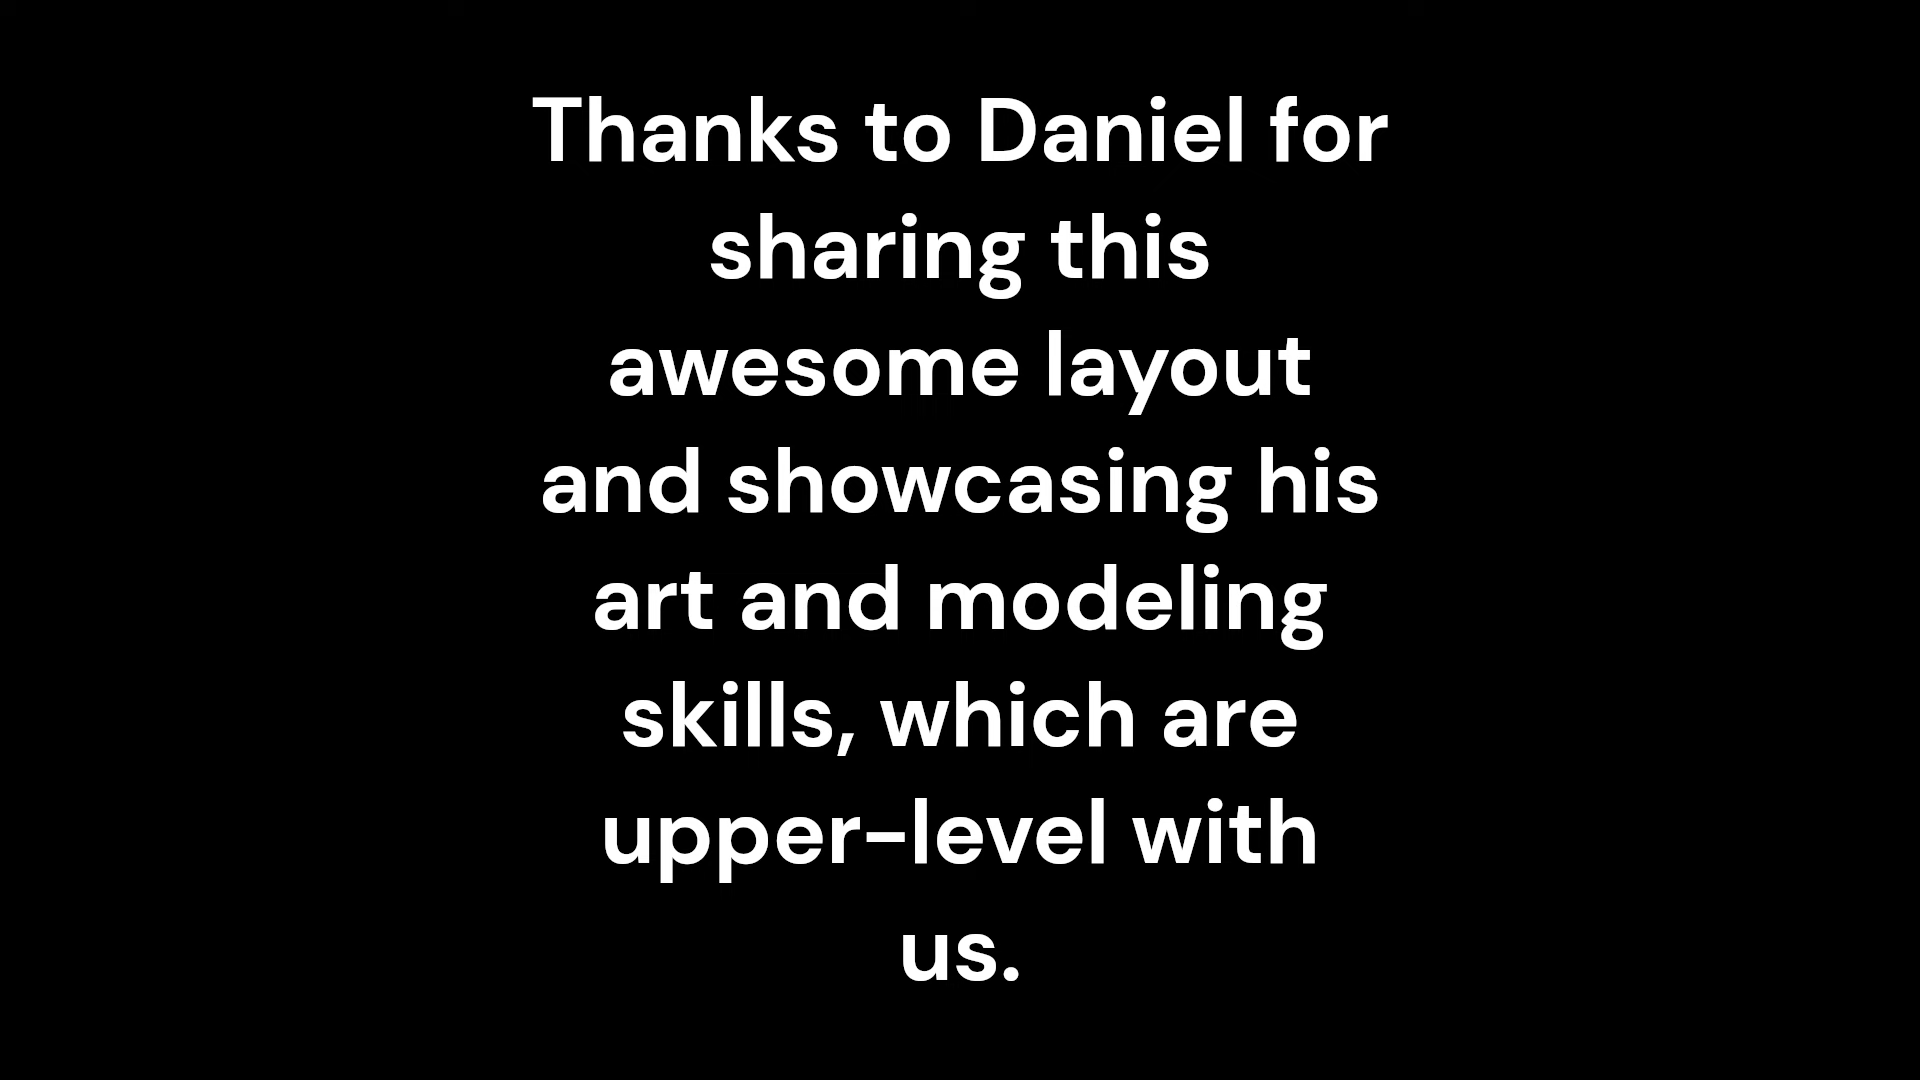 Thanks to Daniel for
sharing this
awesome layout
and showcasing his
art and modeling
skills, which are
upper-level with
us.